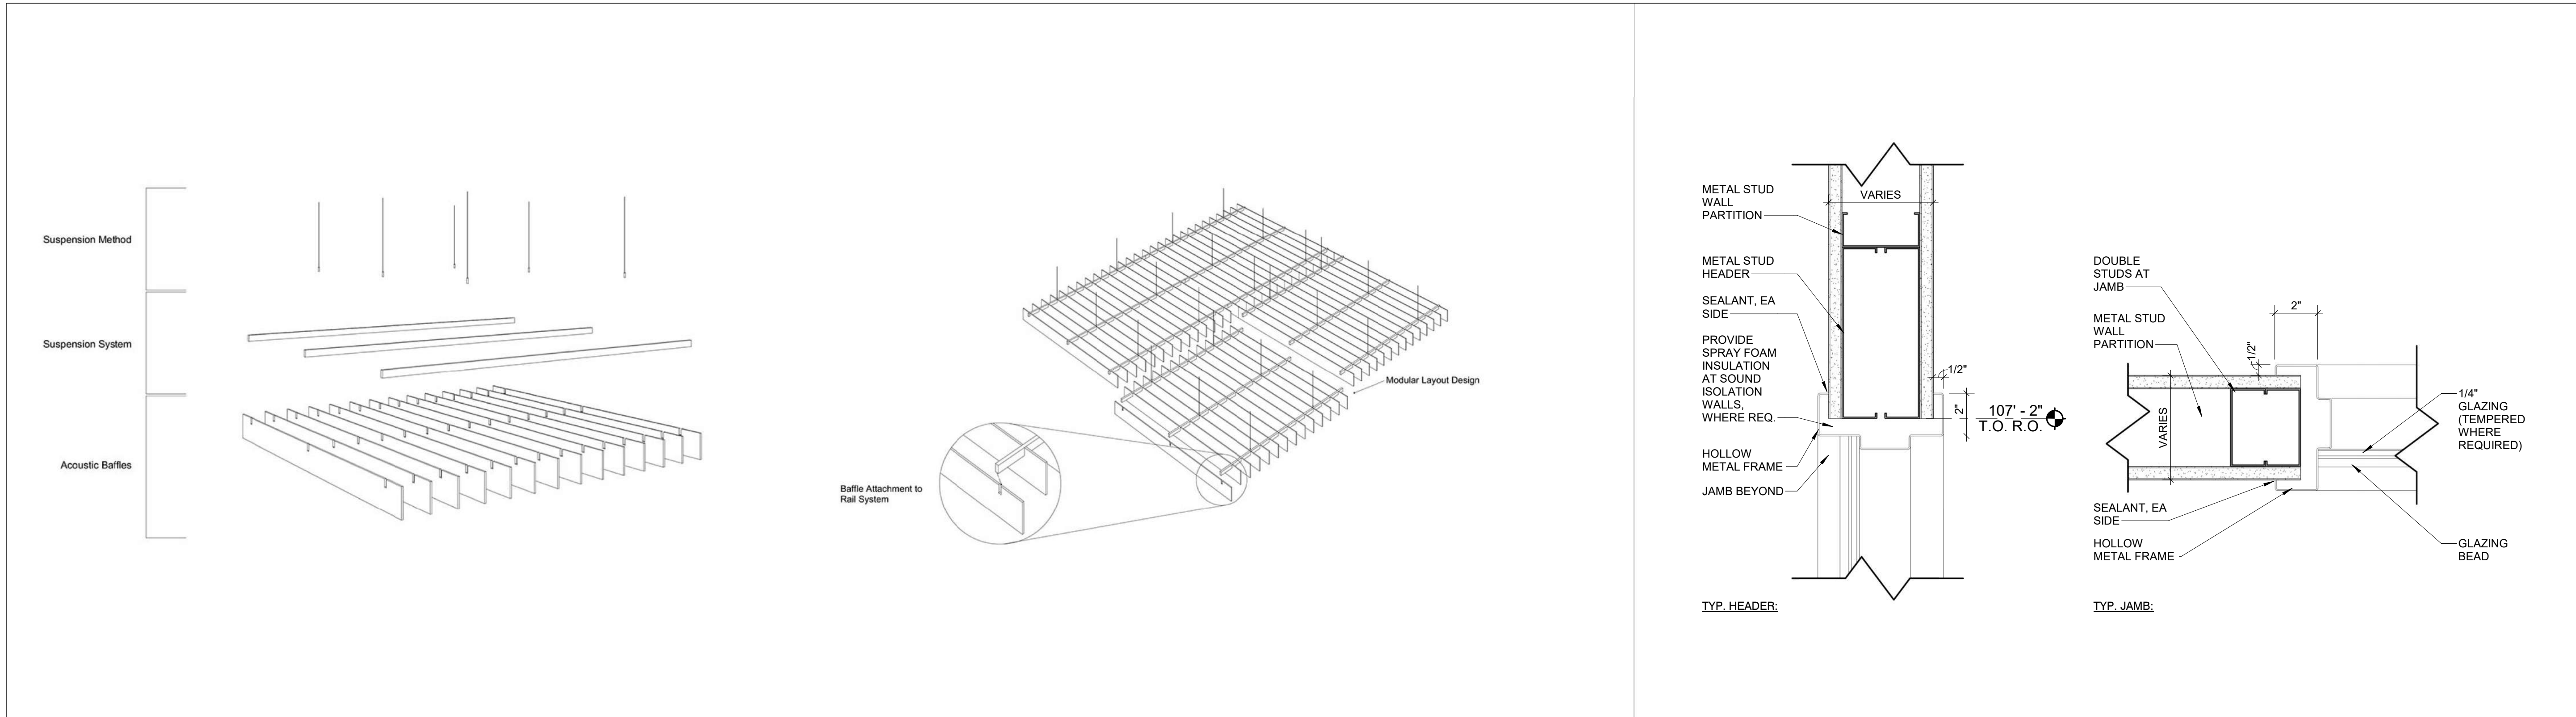 Suspension Method
Suspension System
Acoustic Baffles
Modular Layout Design
Baffle Attachment to
Rail System
METAL STUD
WALL
PARTITION
METAL STUD
HEADER
SEALANT, EA
SIDE
PROVIDE
SPRAY FOAM
INSULATION
AT SOUND
ISOLATION
WALLS,
WHERE REQ.
HOLLOW
METAL FRAME
JAMB BEYOND
VARIES
1/2"
2"
107' - 2"
T.O. R.O.
TYP. HEADER:
DOUBLE
STUDS AT
JAMB
METAL STUD
WALL
PARTITION
2"
1/2"
VARIES
SEALANT, EA
SIDE
HOLLOW
METAL FRAME
1/4"
GLAZING
(TEMPERED
WHERE
REQUIRED)
GLAZING
BEAD
TYP. JAMB: